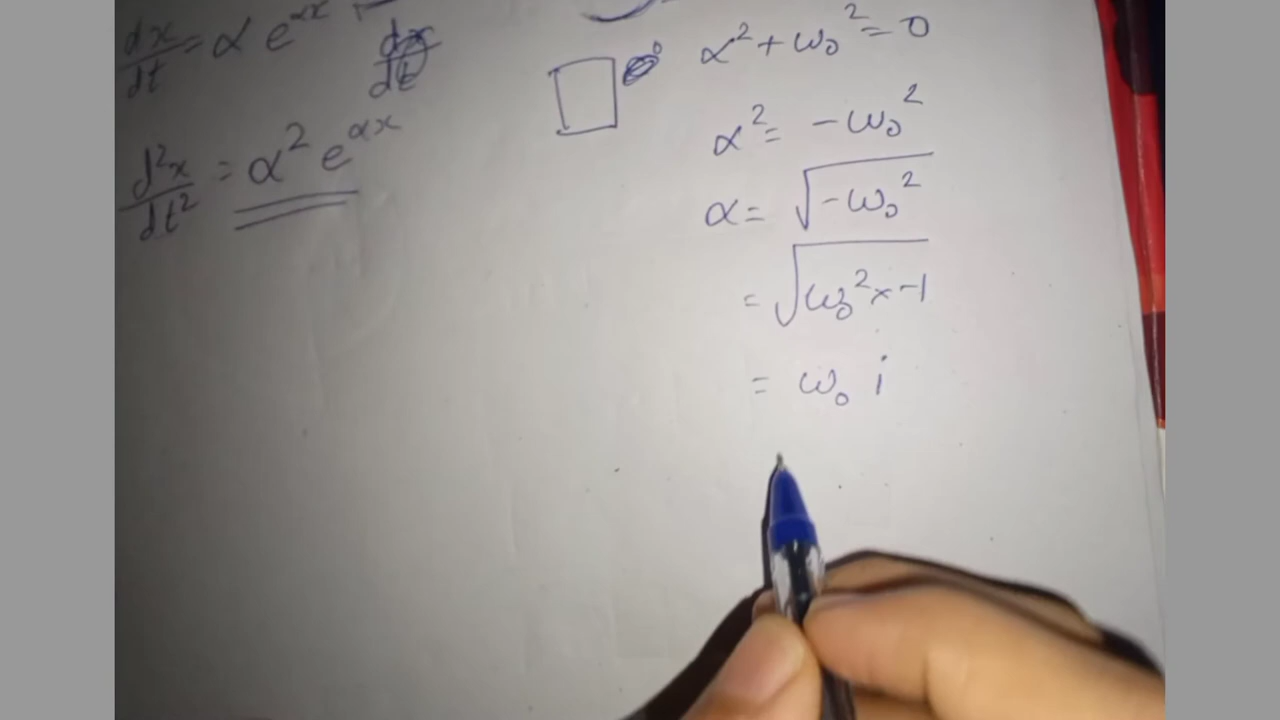 dx/dt = α e^αx
dx/dt
d²x/dt² = α² e^αx
α² + ω₀² = 0
α² = -ω₀²
α = √-ω₀²
= √ω₀² × -1
= ω₀ i